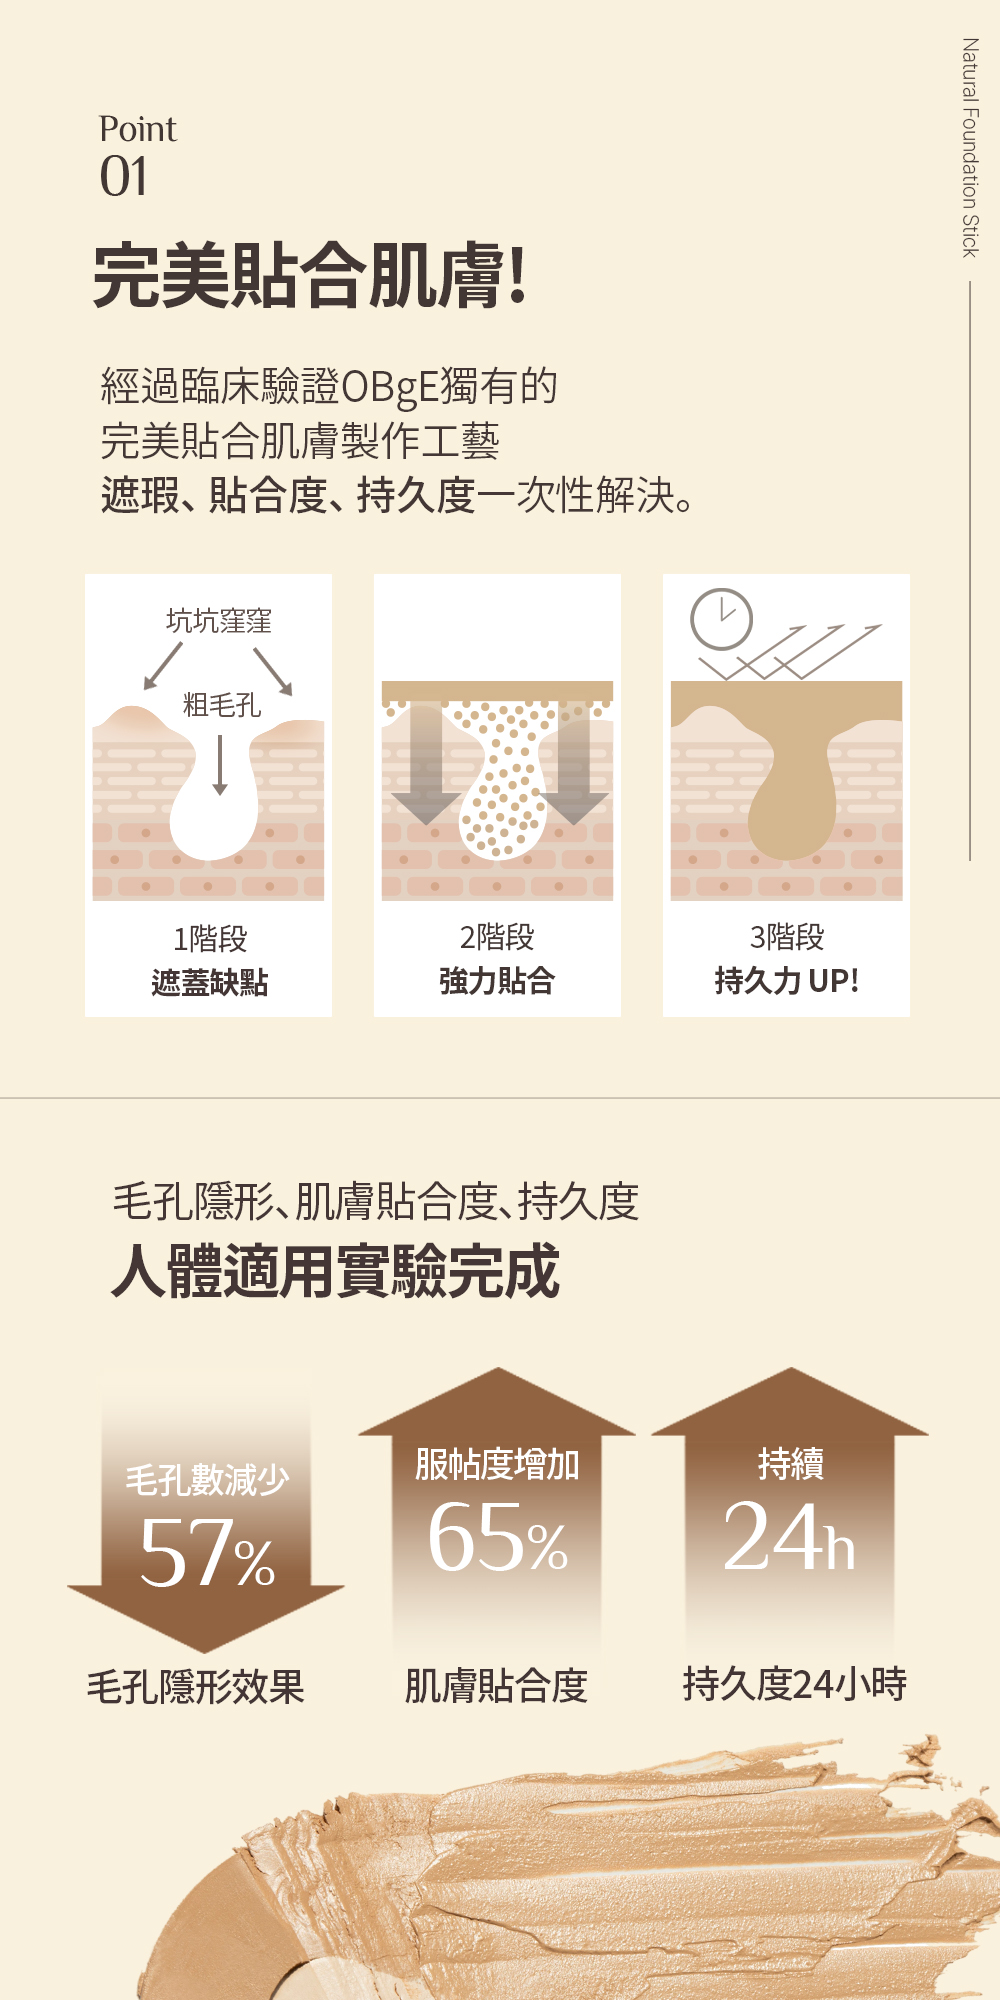 Natural Foundation Stick
Point
01
完美貼合肌膚!
經過臨床驗證OBgE獨有的
完美貼合肌膚製作工藝
遮瑕、貼合度、持久度一次性解決。
坑坑窪窪
粗毛孔
1階段
遮蓋缺點
2階段
強力貼合
3階段
持久力 UP!
毛孔隱形、肌膚貼合度、持久度
人體適用實驗完成
毛孔數減少
57%
毛孔隱形效果
服帖度增加
65%
肌膚貼合度
持續
24h
持久度24小時